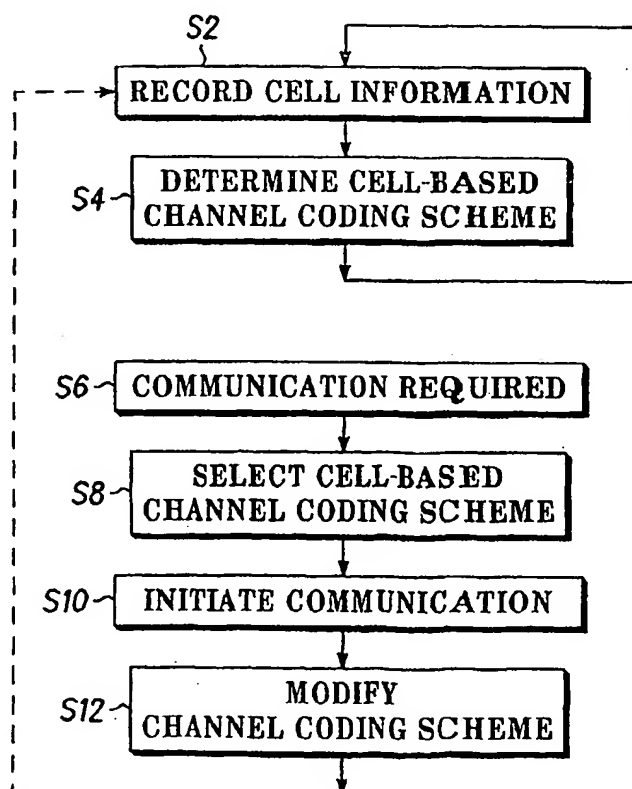 S2
RECORD CELL INFORMATION
S4
DETERMINE CELL-BASED
CHANNEL CODING SCHEME
S6
COMMUNICATION REQUIRED
S8
SELECT CELL-BASED
CHANNEL CODING SCHEME
S10
INITIATE COMMUNICATION
S12
MODIFY
CHANNEL CODING SCHEME